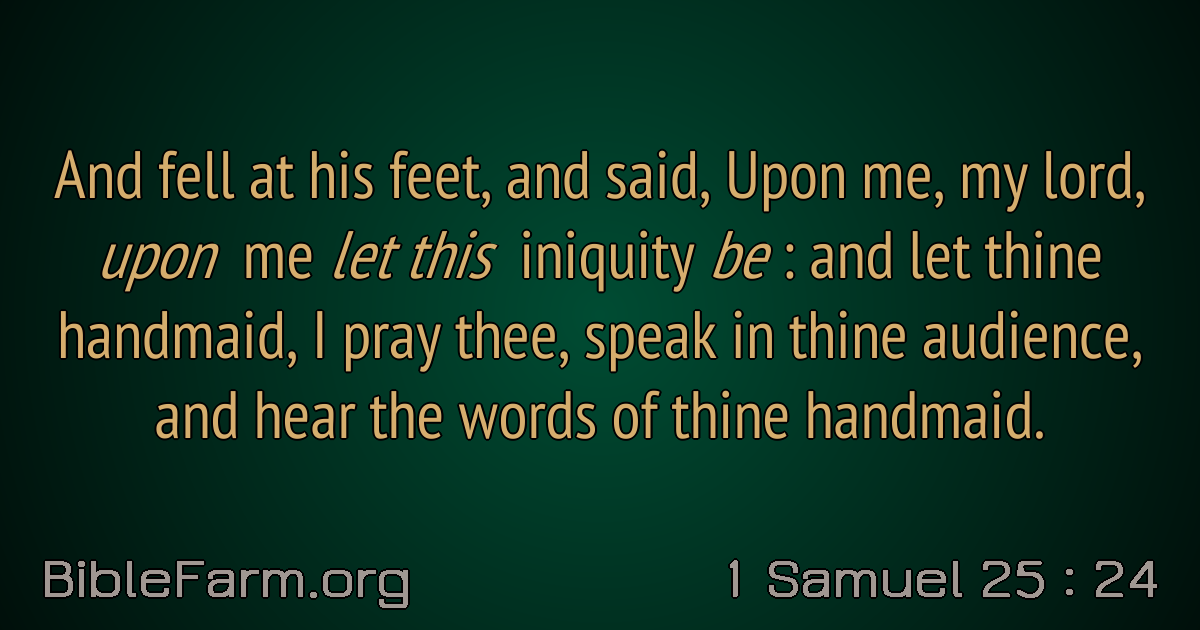 And fell at his feet, and said, Upon me, my lord,
upon me let this iniquity be : and let thine
handmaid, I pray thee, speak in thine audience,
and hear the words of thine handmaid.
BibleFarm.org
1 Samuel 25 : 24